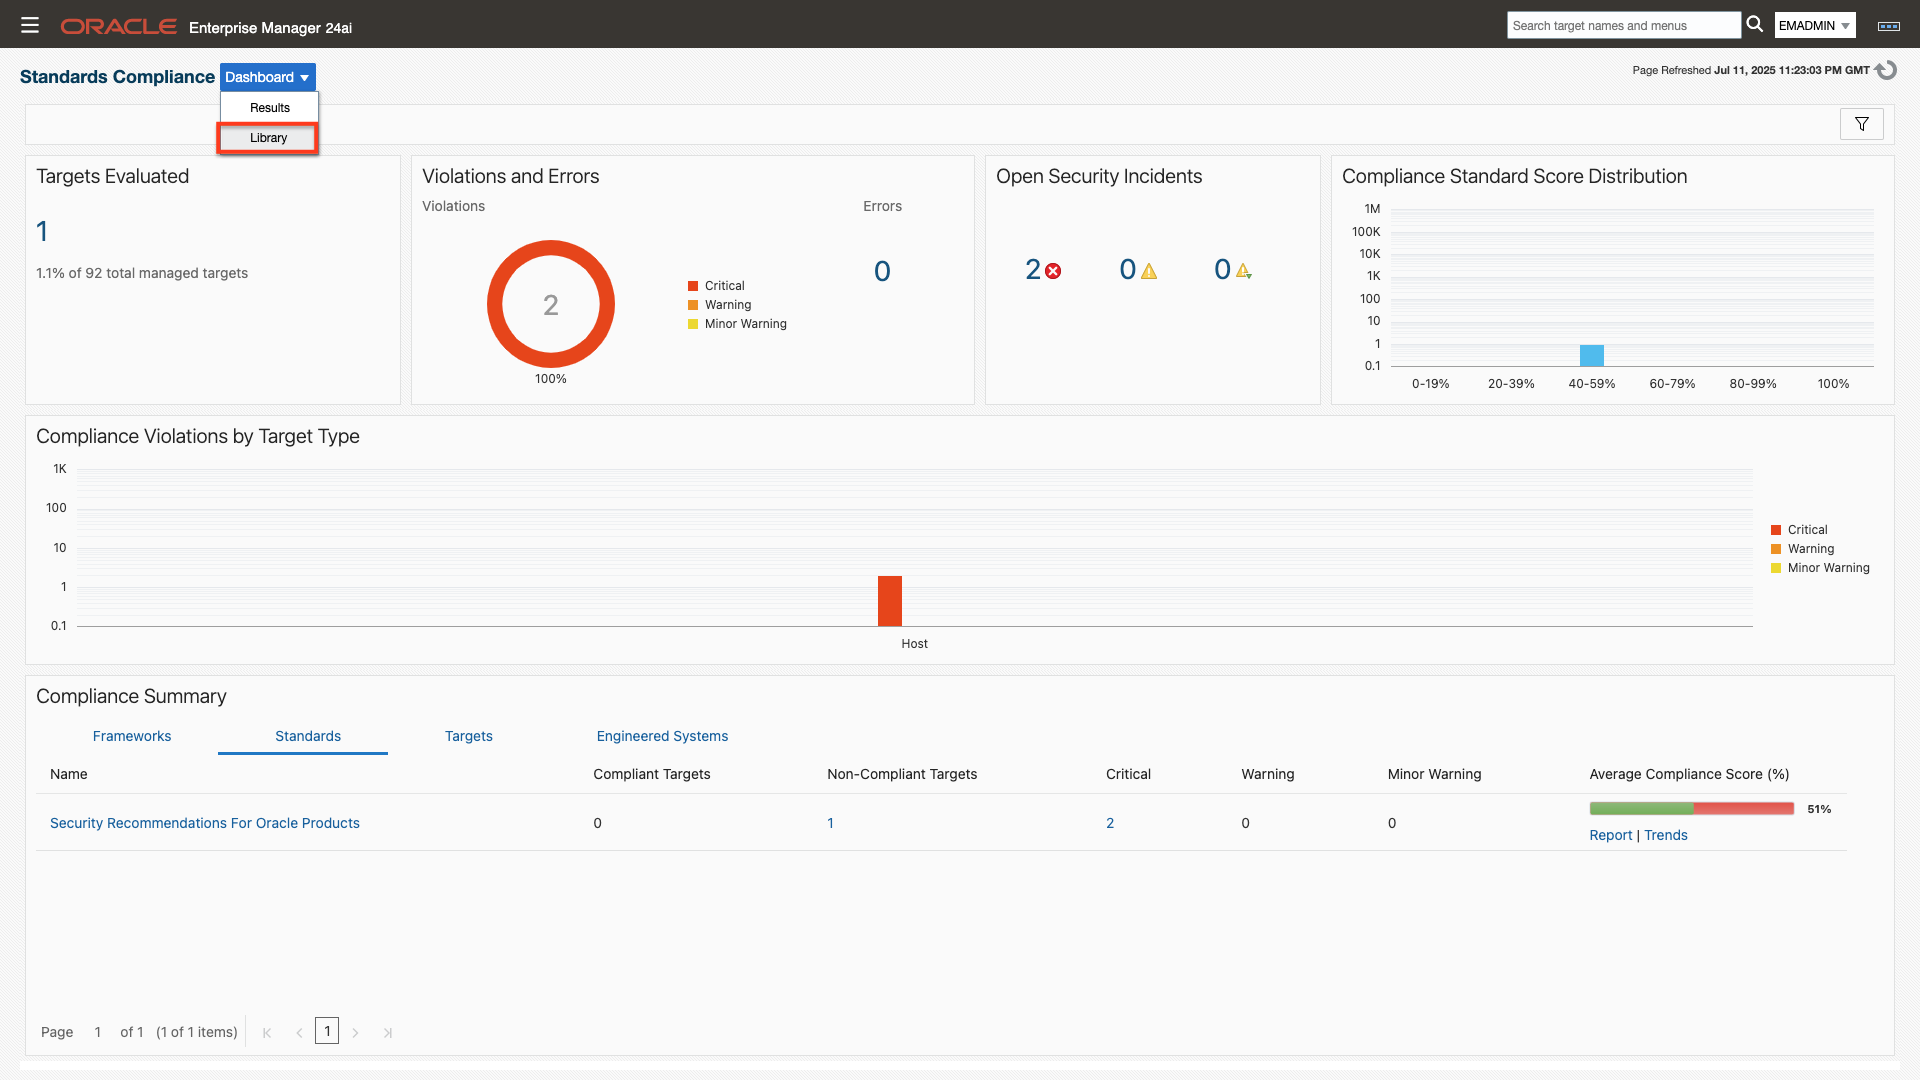 ORACLE Enterprise Manager 24ai
Search target names and menus
EMADMIN
Standards Compliance
Dashboard
Page Refreshed Jul 11, 2025 11:23:03 PM GMT
Results
Library
Targets Evaluated
1
1.1% of 92 total managed targets
Violations and Errors
Violations
Errors
2
100%
Critical
Warning
Minor Warning
0
Open Security Incidents
2
0
0
Compliance Standard Score Distribution
1M
100K
10K
1K
100
10
1
0.1
0-19%
20-39%
40-59%
60-79%
80-99%
100%
Compliance Violations by Target Type
1K
100
10
1
0.1
Host
Critical
Warning
Minor Warning
Compliance Summary
Frameworks
Standards
Targets
Engineered Systems
Name
Compliant Targets
Non-Compliant Targets
Critical
Warning
Minor Warning
Average Compliance Score (%)
Security Recommendations For Oracle Products
0
1
2
0
0
51%
Report | Trends
Page 1 of 1 (1 of 1 items)
1